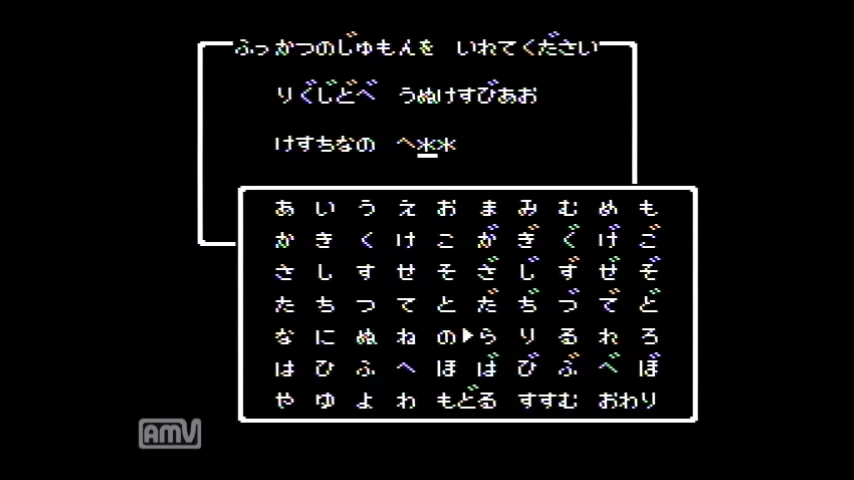 ふっかつのじゅもんを いれてください
りぐじどべ うぬけすびあお
けすちなの へ**
あ い う え お ま み む め も
か き く け こ が ぎ ぐ げ ご
さ し す せ そ ざ じ ず ぜ ぞ
た ち つ て と だ ぢ づ で ど
な に ぬ ね の▶ら り る れ ろ
は ひ ふ へ ほ ば び ぶ べ ぼ
や ゆ よ わ もどる すすむ おわり
AMV